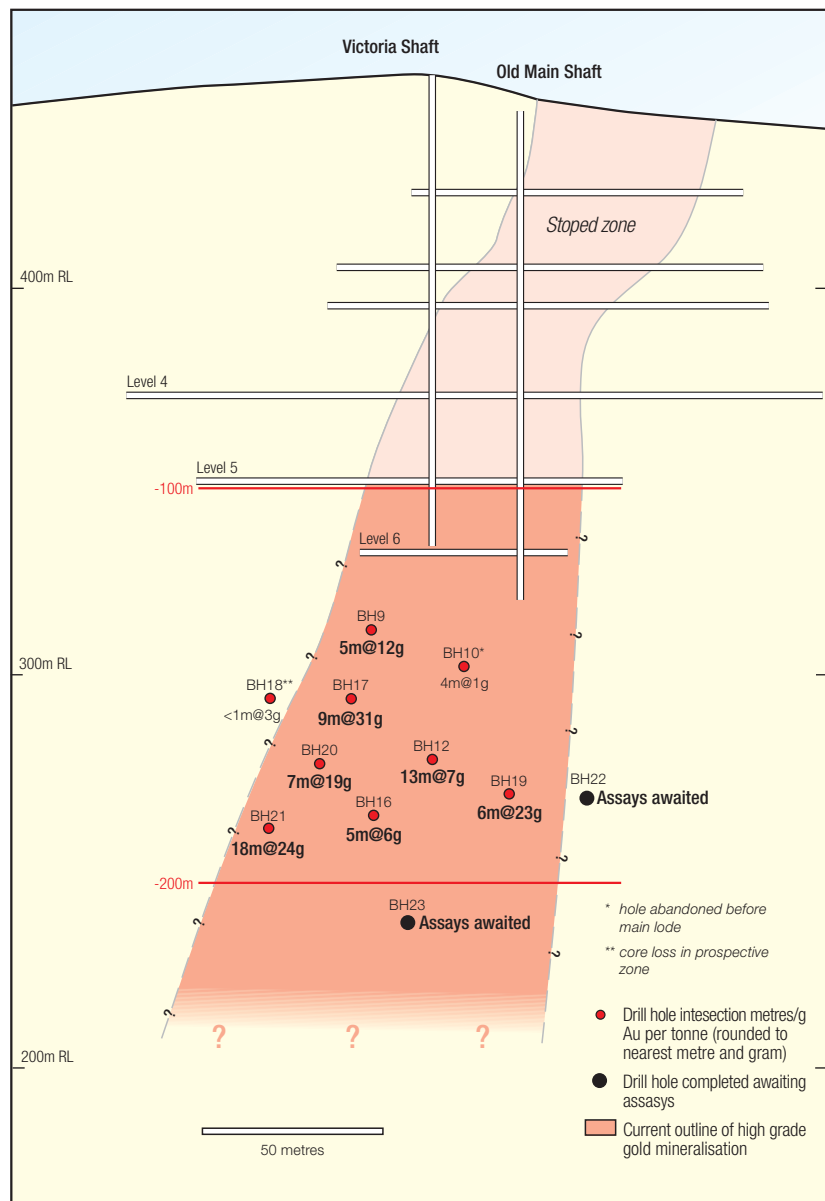 Victoria Shaft
Old Main Shaft
Stoped zone
400m RL
Level 4
Level 5
-100m
?
Level 6
?
BH9
5m@12g
?
?
BH10*
4m@1g
300m RL
BH18**
<1m@3g
BH17
9m@31g
?
?
BH20
7m@19g
BH12
13m@7g
BH19
6m@23g
BH22
Assays awaited
BH21
18m@24g
BH16
5m@6g
?
?
-200m
BH23
Assays awaited
?
?
* hole abandoned before
main lode
** core loss in prospective
zone
?
? ? ?
Drill hole intesection metres/g
Au per tonne (rounded to
nearest metre and gram)
200m RL
Drill hole completed awaiting
assasys
Current outline of high grade
gold mineralisation
50 metres